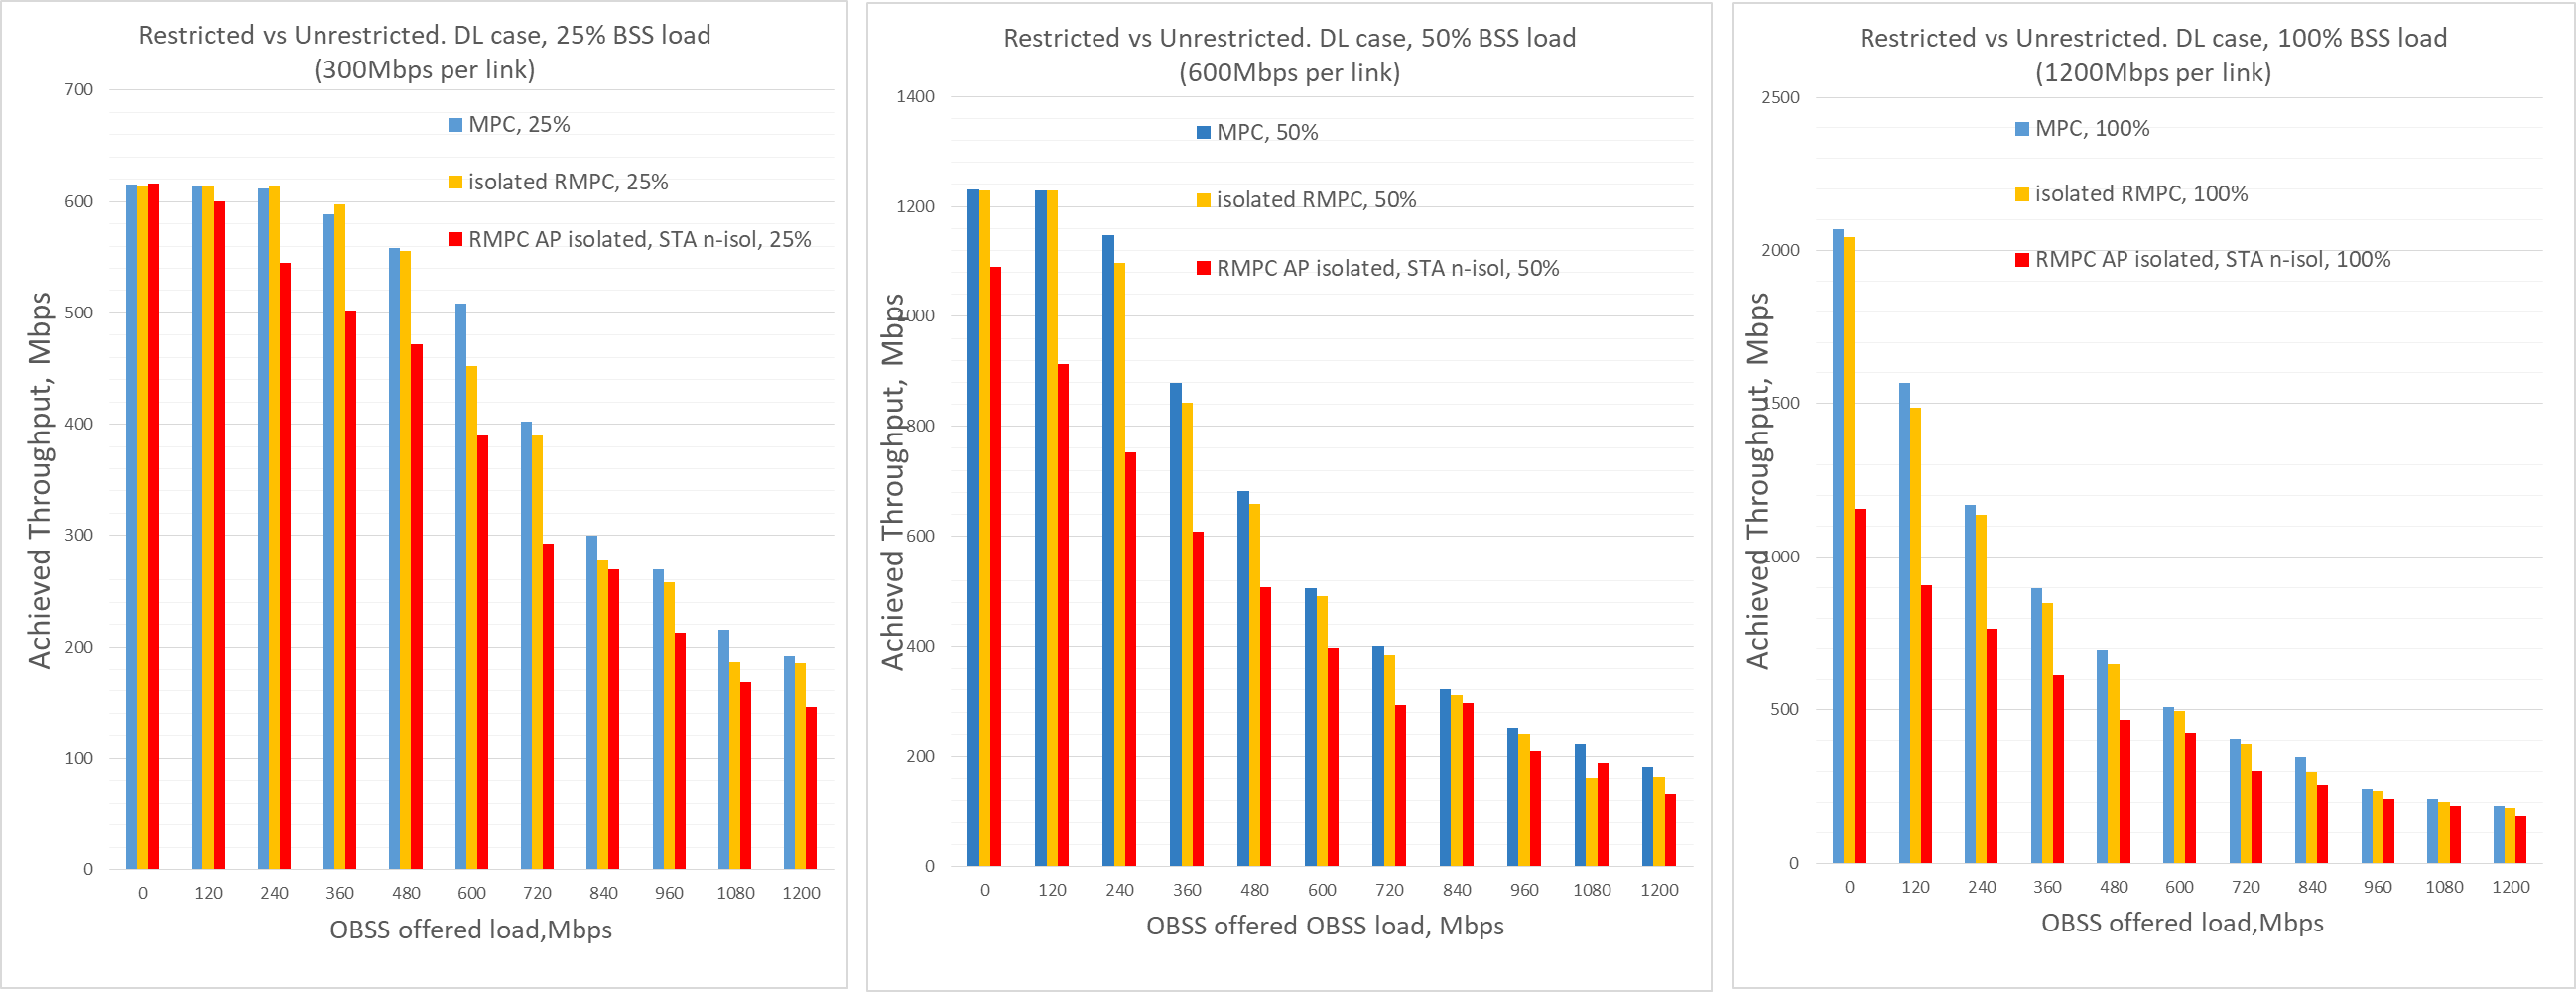 Restricted vs Unrestricted. DL case, 25% BSS load
(300Mbps per link)
700
600
500
400
300
200
100
0
MPC, 25%
isolated RMPC, 25%
RMPC AP isolated, STA n-isol, 25%
Achieved Throughput, Mbps
0 120 240 360 480 600 720 840 960 1080 1200
OBSS offered load,Mbps
Restricted vs Unrestricted. DL case, 50% BSS load
(600Mbps per link)
1400
1200
1000
800
600
400
200
0
MPC, 50%
isolated RMPC, 50%
RMPC AP isolated, STA n-isol, 50%
Achieved Throughput, Mbps
0 120 240 360 480 600 720 840 960 1080 1200
OBSS offered OBSS load, Mbps
Restricted vs Unrestricted. DL case, 100% BSS load
(1200Mbps per link)
2500
2000
1500
1000
500
0
MPC, 100%
isolated RMPC, 100%
RMPC AP isolated, STA n-isol, 100%
Achieved Throughput, Mbps
0 120 240 360 480 600 720 840 960 1080 1200
OBSS offered load,Mbps